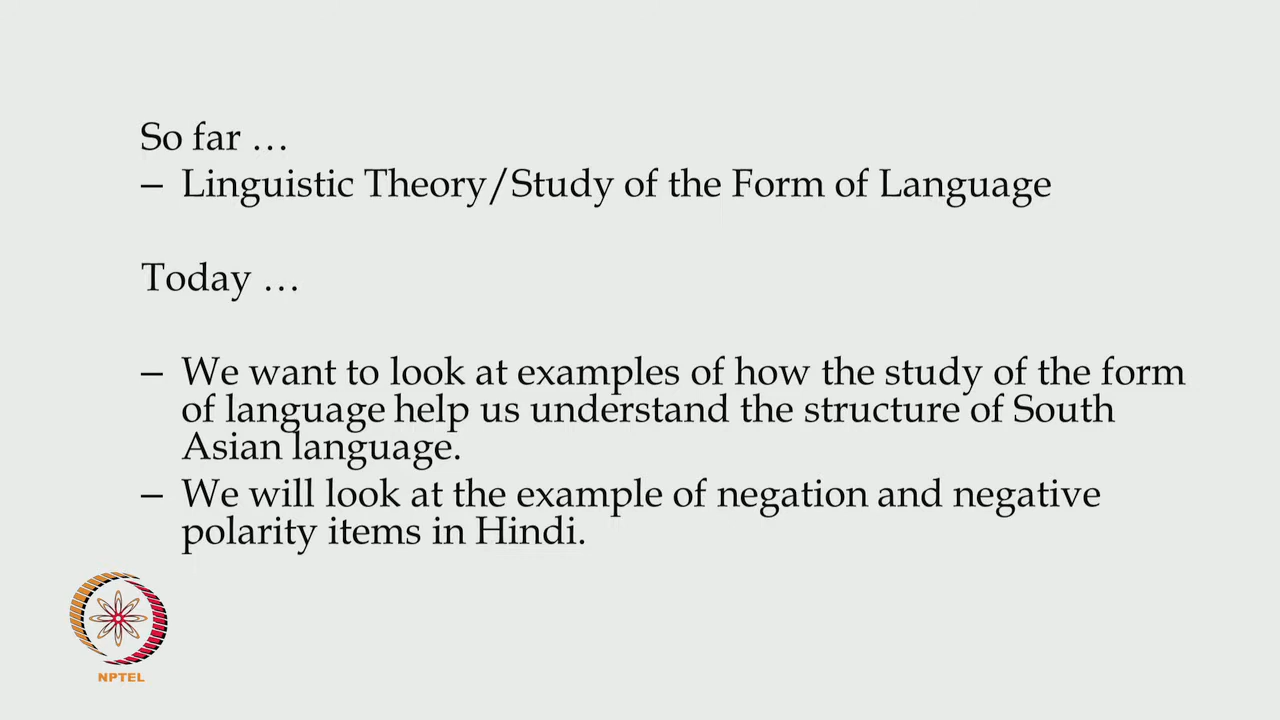 So far …
– Linguistic Theory/Study of the Form of Language
Today …
– We want to look at examples of how the study of the form
of language help us understand the structure of South
Asian language.
– We will look at the example of negation and negative
polarity items in Hindi.
NPTEL